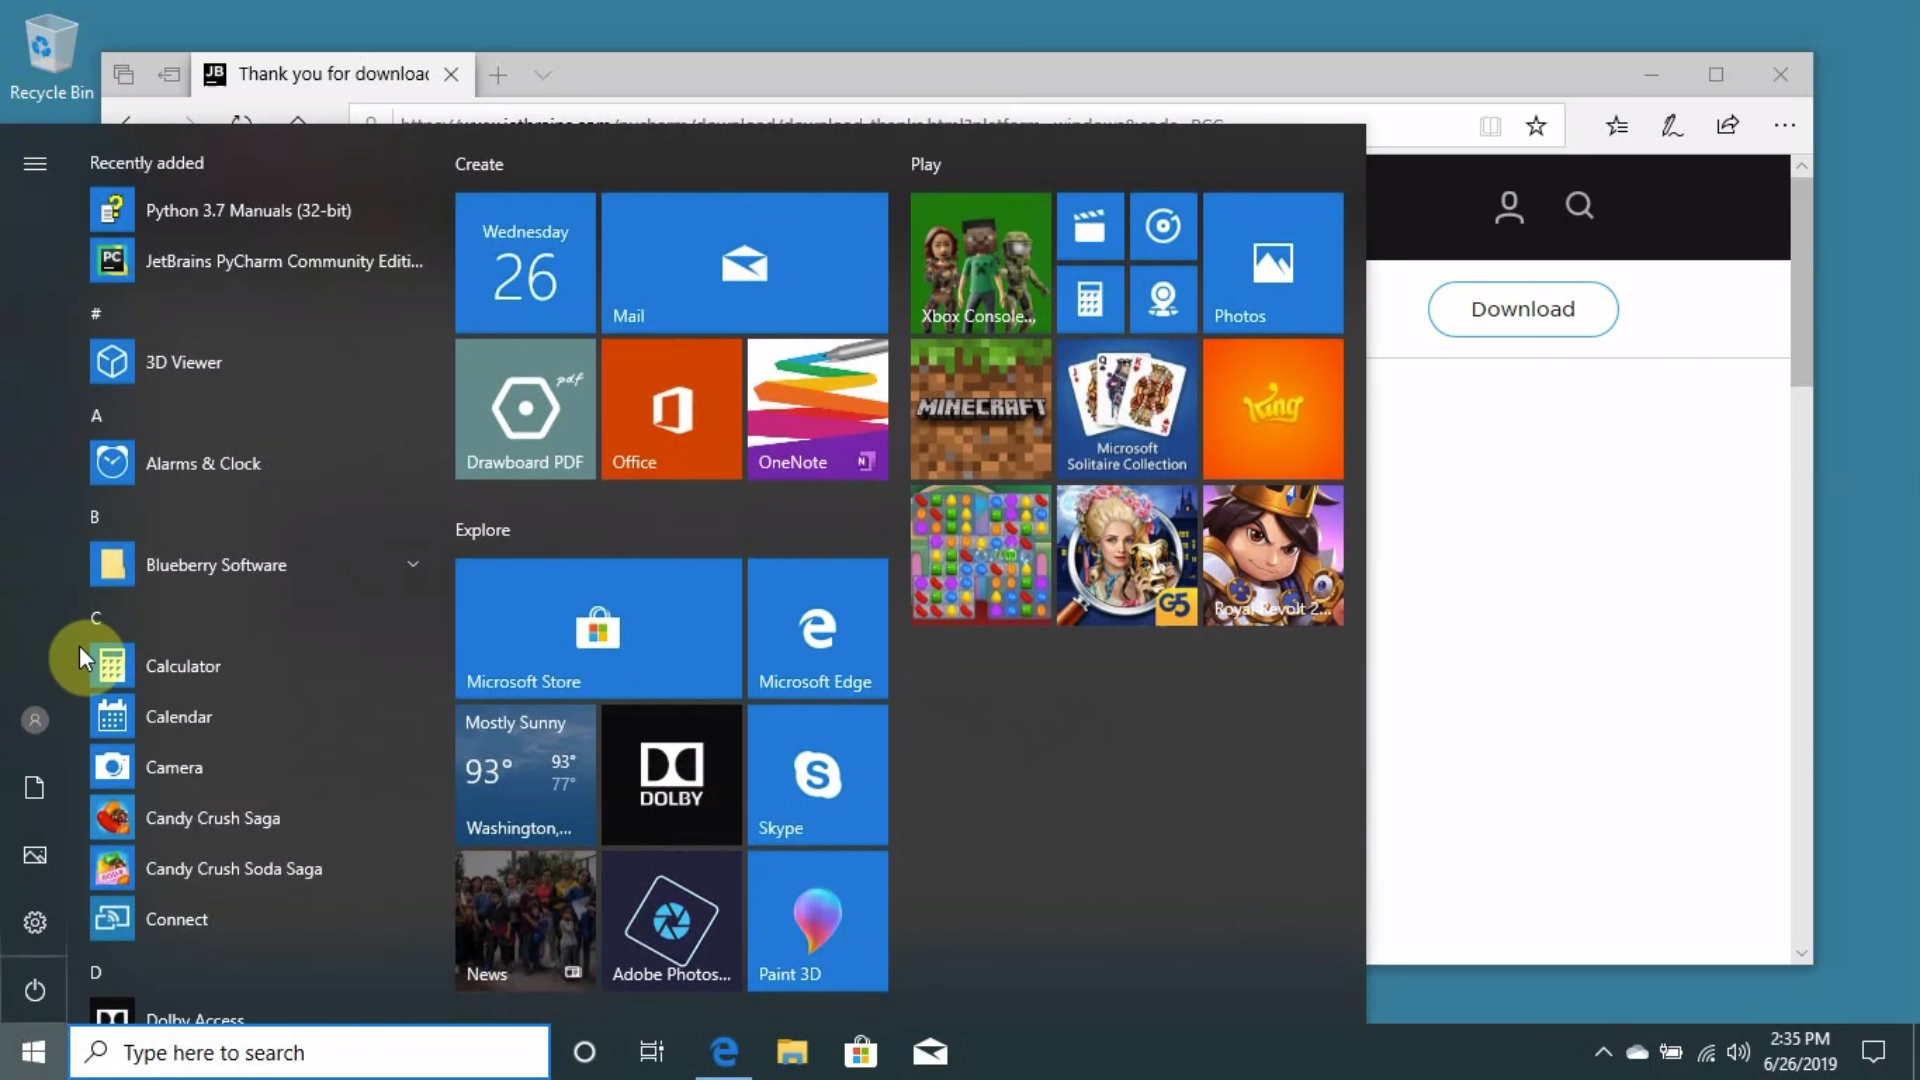 Recycle Bin
JB
Thank you for download
Recently added
Python 3.7 Manuals (32-bit)
PC
JetBrains PyCharm Community Editi...
#
3D Viewer
A
Alarms & Clock
B
Blueberry Software
C
Calculator
Calendar
Camera
Candy Crush Saga
Candy Crush Soda Saga
Connect
D
Dolby Access
Create
Wednesday
26
Mail
pdf
Drawboard PDF
Office
OneNote
N
Explore
Microsoft Store
Microsoft Edge
Mostly Sunny
93°
93°
77°
Washington,...
DOLBY
Skype
S
News
Adobe Photos...
Paint 3D
Play
Xbox Console...
Photos
MINECRAFT
Microsoft
Solitaire Collection
King
G5
Royal Revolt 2...
Download
Type here to search
2:35 PM
6/26/2019